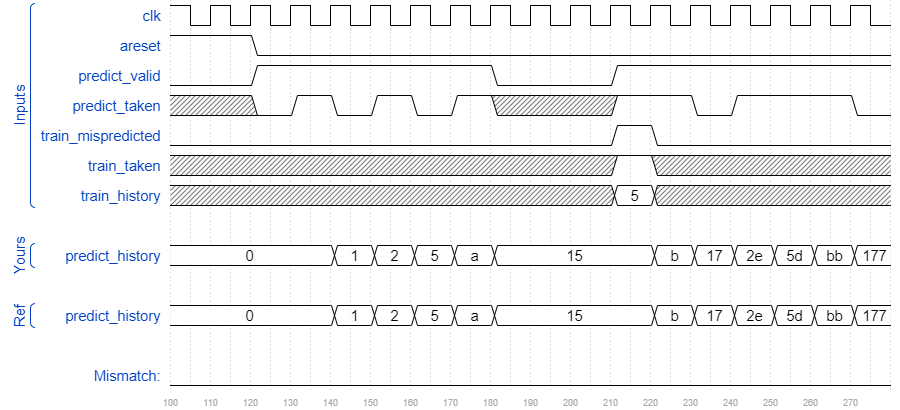 Inputs
clk
areset
predict_valid
predict_taken
train_mispredicted
train_taken
train_history 5
Yours
predict_history 0 1 2 5 a 15 b 17 2e 5d bb 177
Ref
predict_history 0 1 2 5 a 15 b 17 2e 5d bb 177
Mismatch:
100 110 120 130 140 150 160 170 180 190 200 210 220 230 240 250 260 270